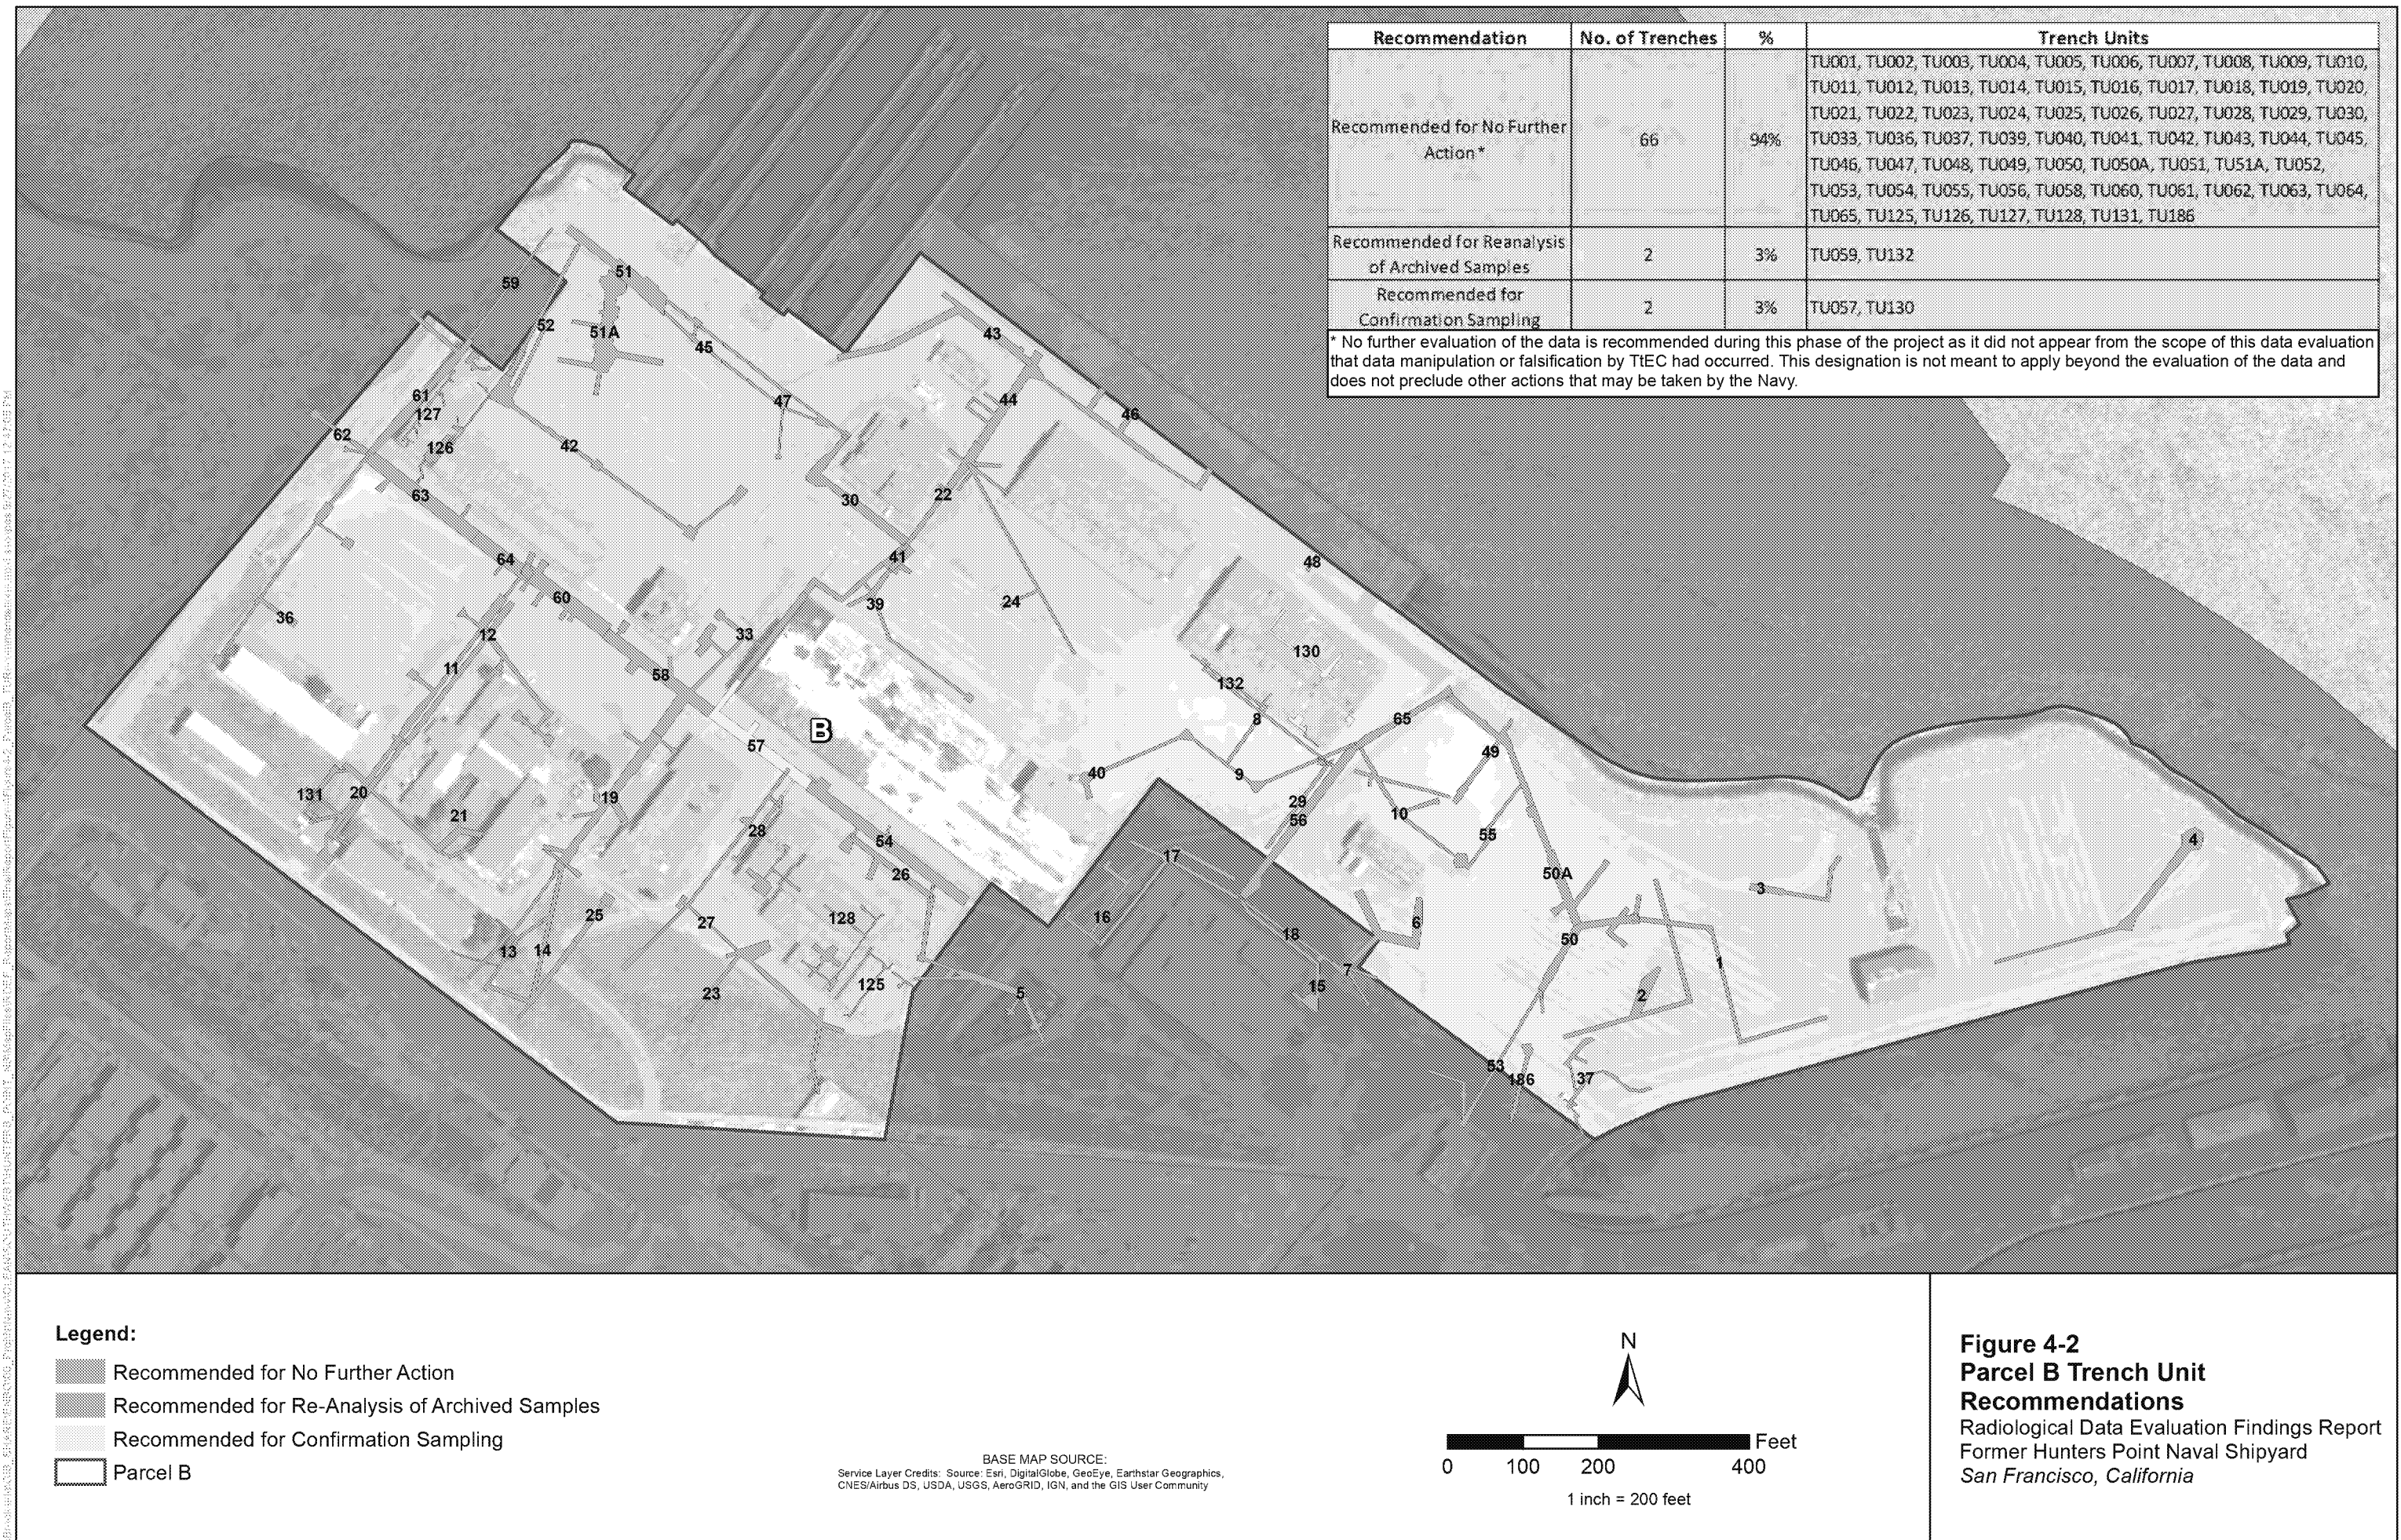 Recommendation No. of Trenches % Trench Units
Recommended for No Further Action * 66 94%
TU001, TU002, TU003, TU004, TU005, TU006, TU007, TU008, TU009, TU010,
TU011, TU012, TU013, TU014, TU015, TU016, TU017, TU018, TU019, TU020,
TU021, TU022, TU023, TU024, TU025, TU026, TU027, TU028, TU029, TU030,
TU033, TU036, TU037, TU039, TU040, TU041, TU042, TU043, TU044, TU045,
TU046, TU047, TU048, TU049, TU050, TU050A, TU051, TU51A, TU052,
TU053, TU054, TU055, TU056, TU058, TU060, TU061, TU062, TU063, TU064,
TU065, TU125, TU126, TU127, TU128, TU131, TU186
Recommended for Reanalysis
of Archived Samples 2 3% TU059, TU132
Recommended for
Confirmation Sampling 2 3% TU057, TU130
* No further evaluation of the data is recommended during this phase of the project as it did not appear from the scope of this data evaluation
that data manipulation or falsification by TtEC had occurred. This designation is not meant to apply beyond the evaluation of the data and
does not preclude other actions that may be taken by the Navy.
51
59
52
51A
43
45
61
47
44
127
46
62
126
42
63
30
22
41
64
48
60
39
24
36
12
33
130
11
58
132
8
65
B
57
49
40
9
131
20
19
29
10
21
56
28
55
54
4
17
26
50A
3
25
128
16
6
27
18
50
13
14
1
7
125
15
23
5
2
53
186
37
Legend:
Recommended for No Further Action
Recommended for Re-Analysis of Archived Samples
Recommended for Confirmation Sampling
Parcel B
BASE MAP SOURCE:
Service Layer Credits: Source: Esri, DigitalGlobe, GeoEye, Earthstar Geographics,
CNES/Airbus DS, USDA, USGS, AeroGRID, IGN, and the GIS User Community
N
Feet
0 100 200 400
1 inch = 200 feet
Figure 4-2
Parcel B Trench Unit
Recommendations
Radiological Data Evaluation Findings Report
Former Hunters Point Naval Shipyard
San Francisco, California